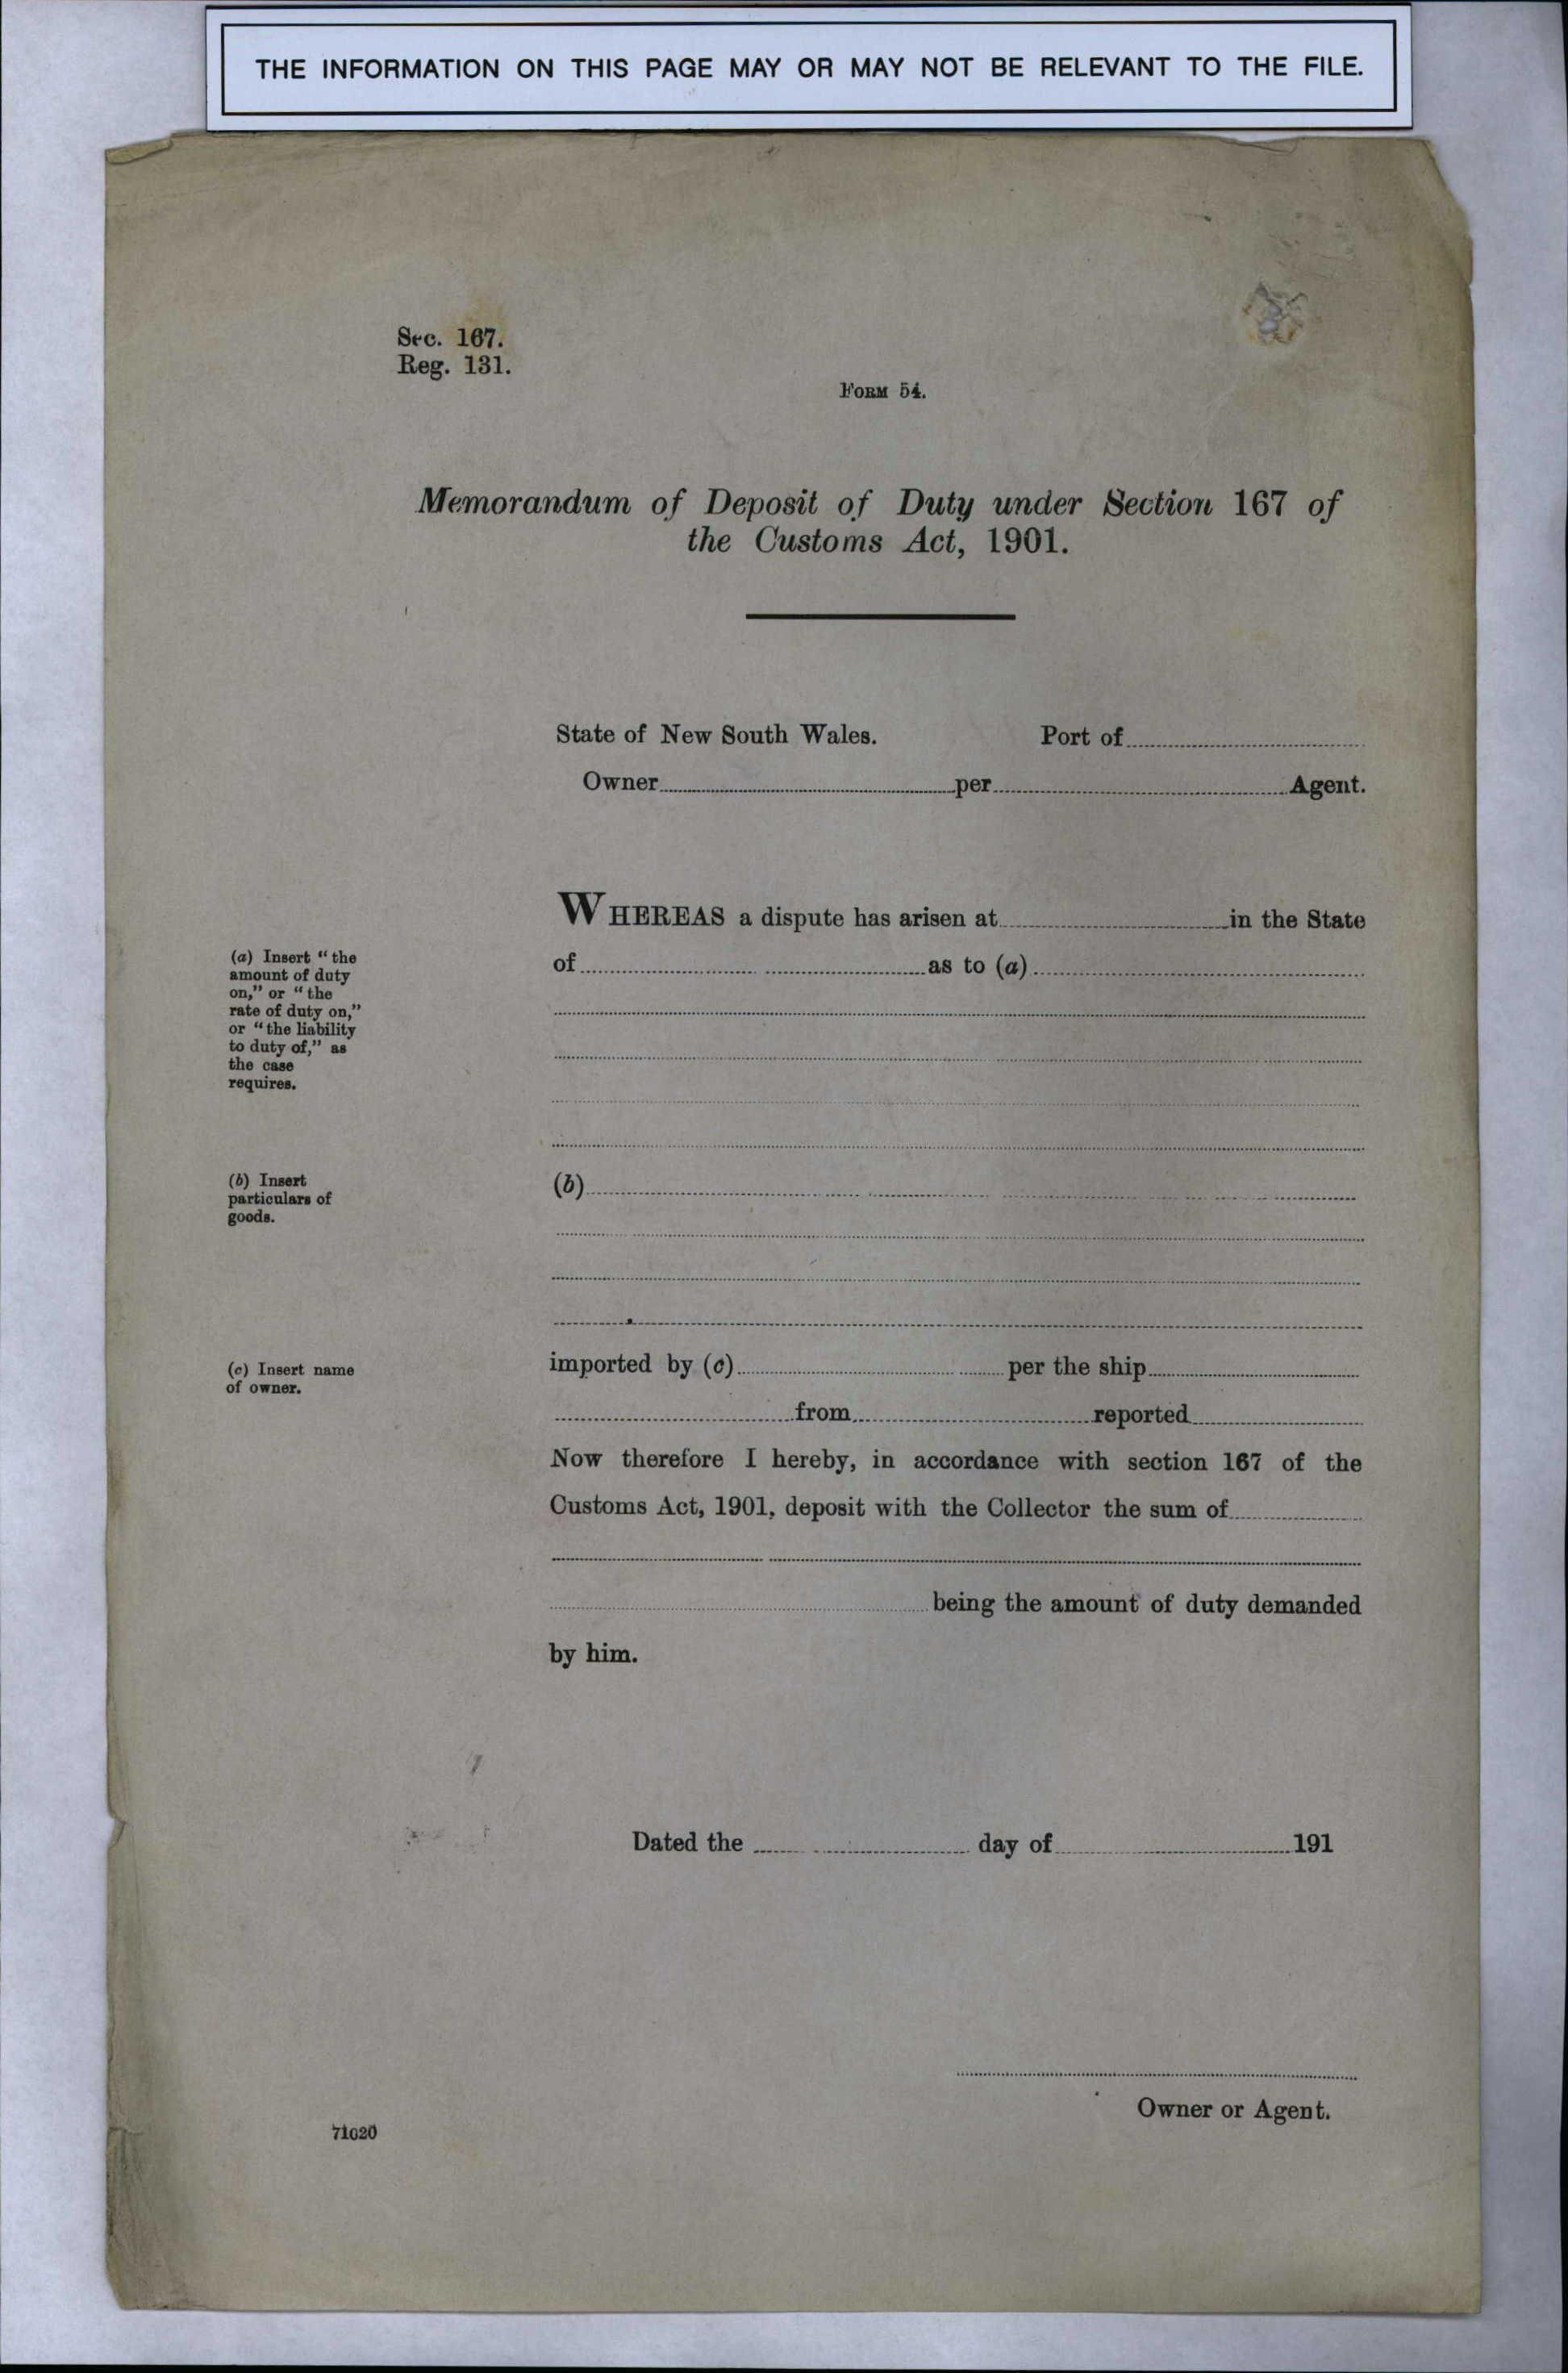 THE INFORMATION ON THIS PAGE MAY OR MAY NOT BE RELEVANT TO THE FILE.
Sec. 167.
Reg. 131.
FORM 54.
Memorandum of Deposit of Duty under Section 167 of
the Customs Act, 1901.
State of New South Wales. Port of
Owner per Agent.
WHEREAS a dispute has arisen at in the State
of as to (a)
(a) Insert “the
amount of duty
on,” or “the
rate of duty on,”
or “the liability
to duty of,” as
the case
requires.
(b) Insert
particulars of
goods.
(b)
(c) Insert name
of owner.
imported by (c) per the ship
from reported
Now therefore I hereby, in accordance with section 167 of the
Customs Act, 1901, deposit with the Collector the sum of
being the amount of duty demanded
by him.
Dated the day of 191
Owner or Agent.
71020